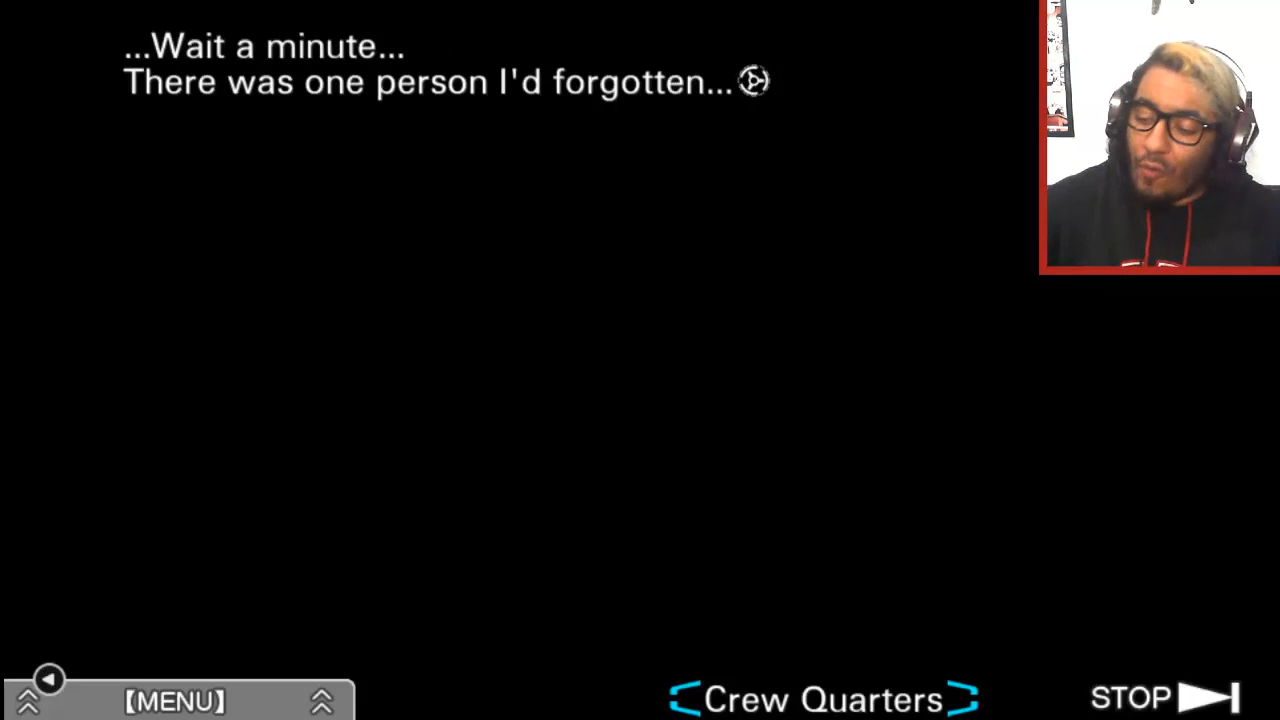 ...Wait a minute...
There was one person I'd forgotten...
【MENU】
Crew Quarters
STOP